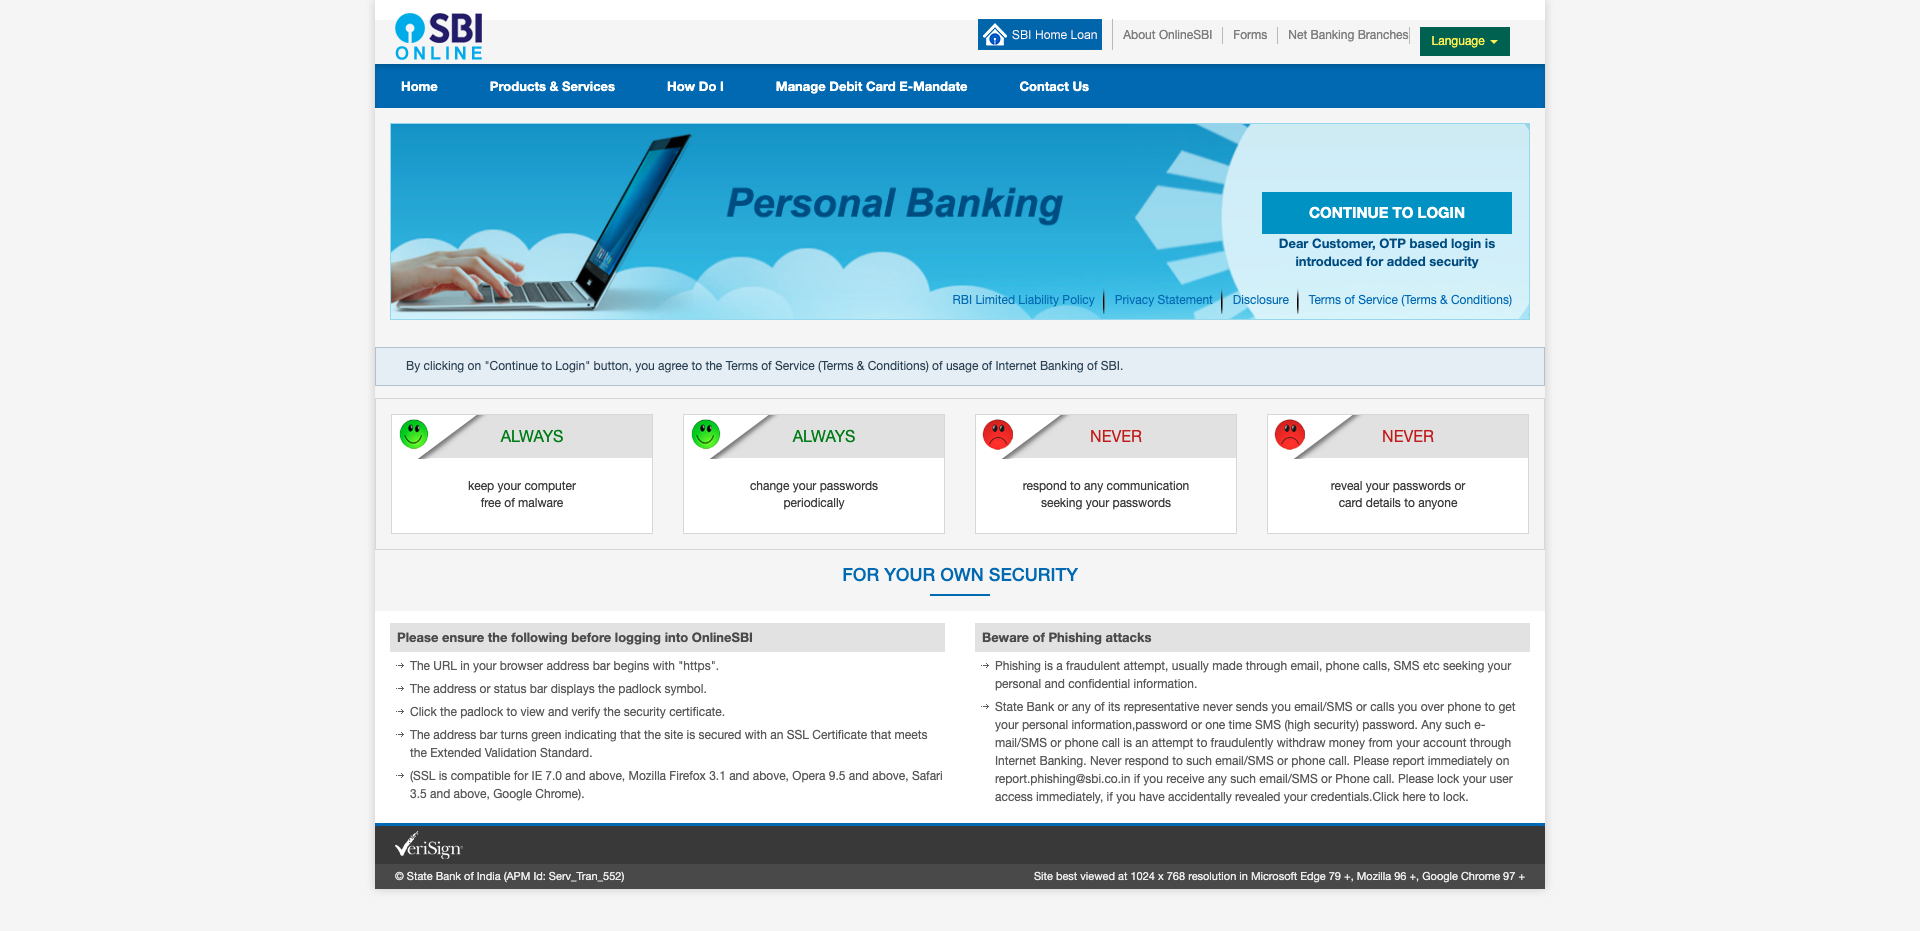 SBI
ONLINE
SBI Home Loan
About OnlineSBI
Forms
Net Banking Branches
Language
Home
Products & Services
How Do I
Manage Debit Card E-Mandate
Contact Us
Personal Banking
CONTINUE TO LOGIN
Dear Customer, OTP based login is
introduced for added security
RBI Limited Liability Policy
Privacy Statement
Disclosure
Terms of Service (Terms & Conditions)
By clicking on "Continue to Login" button, you agree to the Terms of Service (Terms & Conditions) of usage of Internet Banking of SBI.
ALWAYS
keep your computer
free of malware
ALWAYS
change your passwords
periodically
NEVER
respond to any communication
seeking your passwords
NEVER
reveal your passwords or
card details to anyone
FOR YOUR OWN SECURITY
Please ensure the following before logging into OnlineSBI
The URL in your browser address bar begins with "https".
The address or status bar displays the padlock symbol.
Click the padlock to view and verify the security certificate.
The address bar turns green indicating that the site is secured with an SSL Certificate that meets
the Extended Validation Standard.
(SSL is compatible for IE 7.0 and above, Mozilla Firefox 3.1 and above, Opera 9.5 and above, Safari
3.5 and above, Google Chrome).
Beware of Phishing attacks
Phishing is a fraudulent attempt, usually made through email, phone calls, SMS etc seeking your
personal and confidential information.
State Bank or any of its representative never sends you email/SMS or calls you over phone to get
your personal information,password or one time SMS (high security) password. Any such e-
mail/SMS or phone call is an attempt to fraudulently withdraw money from your account through
Internet Banking. Never respond to such email/SMS or phone call. Please report immediately on
report.phishing@sbi.co.in if you receive any such email/SMS or Phone call. Please lock your user
access immediately, if you have accidentally revealed your credentials.Click here to lock.
VeriSign
© State Bank of India (APM Id: Serv_Tran_552)
Site best viewed at 1024 x 768 resolution in Microsoft Edge 79 +, Mozilla 96 +, Google Chrome 97 +